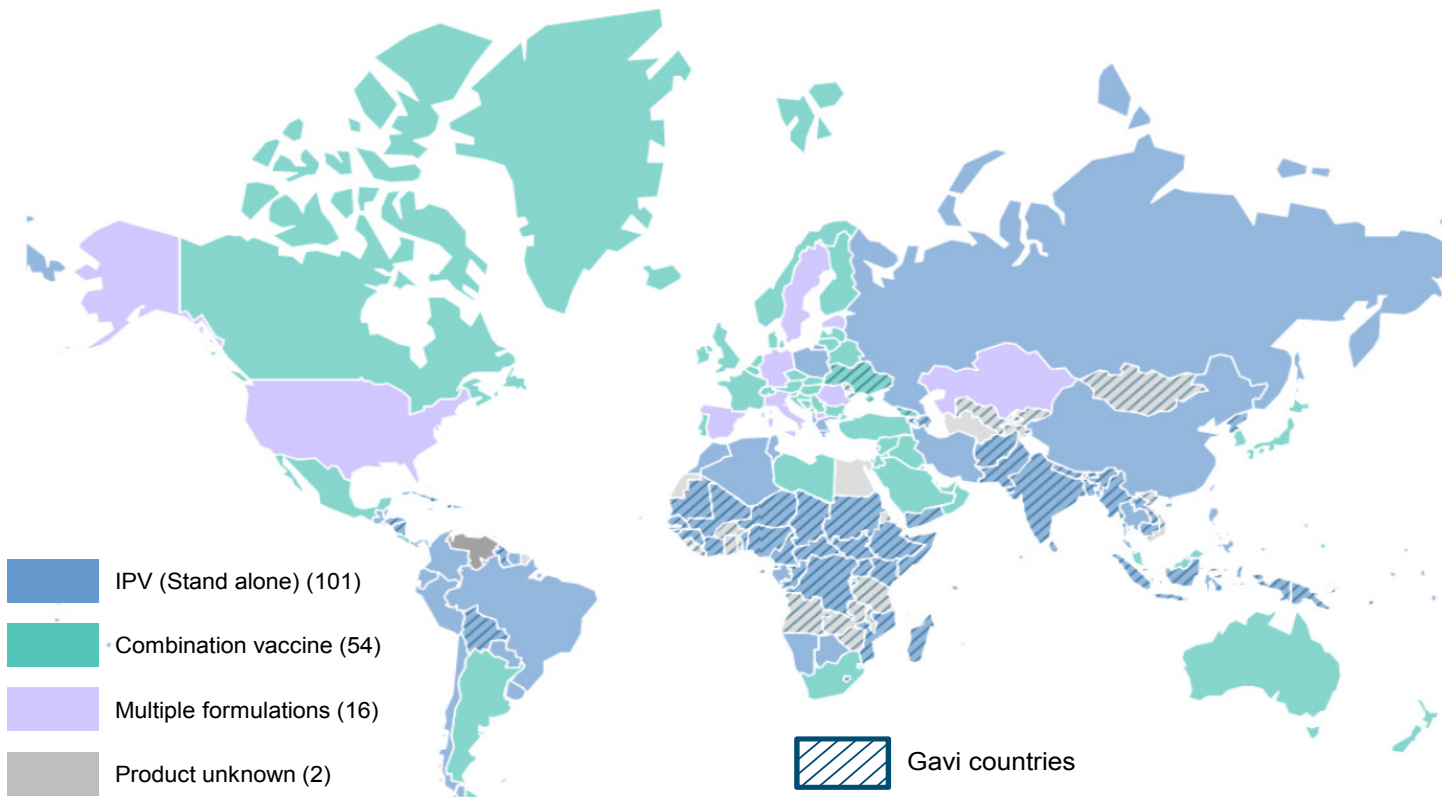 IPV (Stand alone) (101)
Combination vaccine (54)
Multiple formulations (16)
Product unknown (2)
Gavi countries